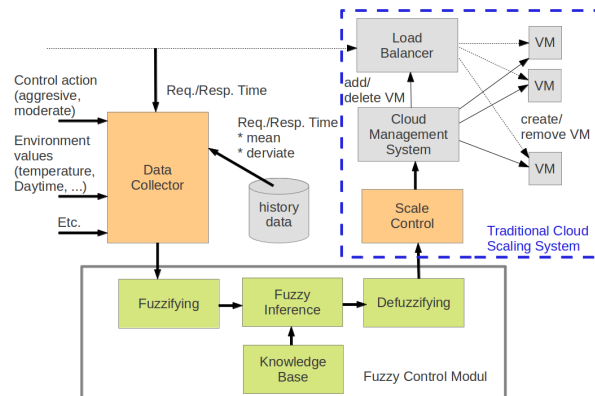 Load
Balancer
VM
VM
VM
Control action
(aggresive,
moderate)
Req./Resp. Time
add/
delete VM
create/
remove VM
Req./Resp. Time
* mean
* derviate
Environment
values
(temperature,
Daytime, ...)
Etc.
Data
Collector
history
data
Cloud
Management
System
Scale
Control
Traditional Cloud
Scaling System
Fuzzifying
Fuzzy
Inference
Defuzzifying
Knowledge
Base
Fuzzy Control Modul